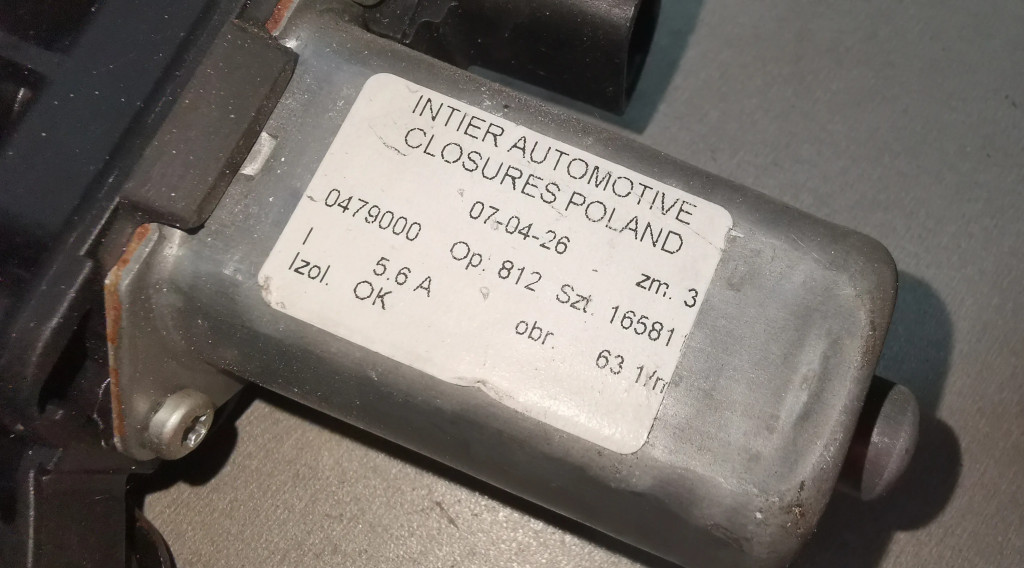 INTIER AUTOMOTIVE
CLOSURES POLAND
07-04-26 zm. 3
0479000 Op. 812 Szt. 16581
I 5.6 A obr. 63 1/m
Izol. OK